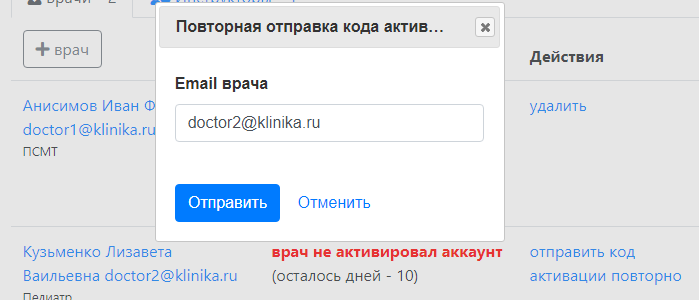 врачи
Повторная отправка кода актив…
+ врач
Действия
Email врача
Анисимов Иван Ф
удалить
doctor1@klinika.ru
doctor2@klinika.ru
ПСМТ
Отправить
Отменить
Кузьменко Лизавета
врач не активировал аккаунт
отправить код
Ваильевна doctor2@klinika.ru
(осталось дней - 10)
активации повторно
Педиатр